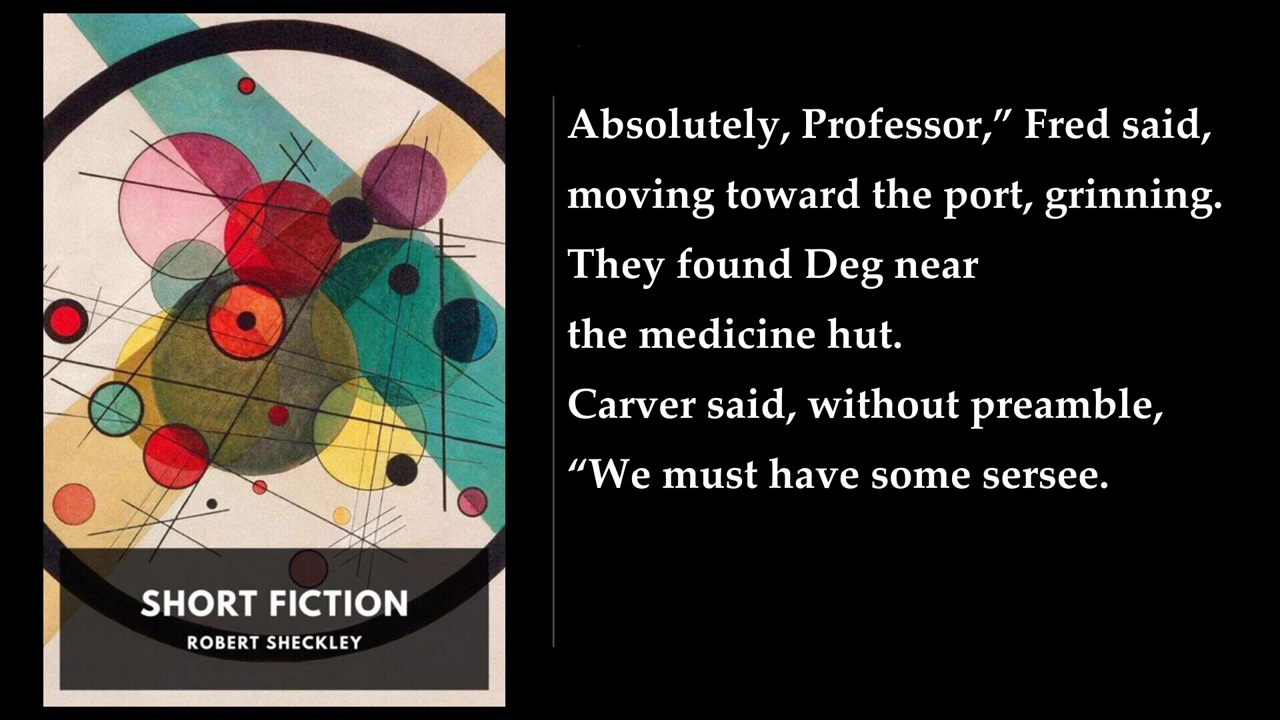 SHORT FICTION
ROBERT SHECKLEY
Absolutely, Professor,” Fred said,
moving toward the port, grinning.
They found Deg near
the medicine hut.
Carver said, without preamble,
“We must have some sersee.